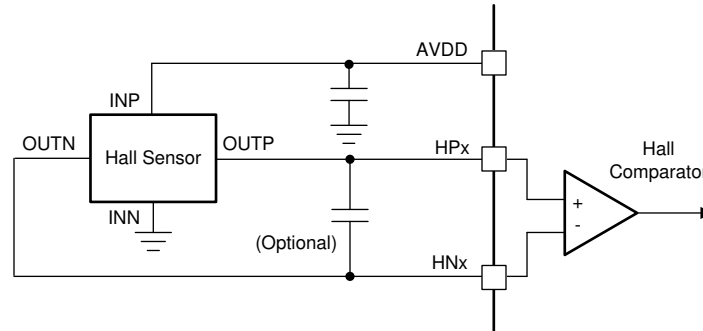 AVDD
INP
OUTN
Hall Sensor
OUTP
HPx
Hall
Comparator
+
-
INN
(Optional)
HNx